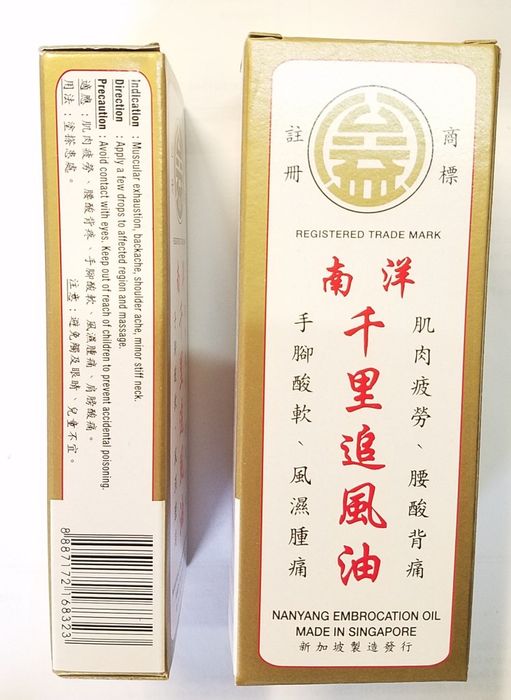 Indication : Muscular exhaustion, backache, shoulder ache, minor stiff neck.
Direction : Apply a few drops to affected region and massage.
Precaution : Avoid contact with eyes. Keep out of reach of children to prevent accidental poisoning.
適應：肌肉疲勞、腰酸背疼、手腳酸軟、風濕腫痛、肩膀酸痛。
用法：塗搽患處。 注意：避免觸及眼睛、兒童不宜。
8 887172 168323
商標
註冊
REGISTERED TRADE MARK
南洋
千里追風油
肌肉疲勞、腰酸背痛
手腳酸軟、風濕腫痛
NANYANG EMBROCATION OIL
MADE IN SINGAPORE
新加坡製造發行